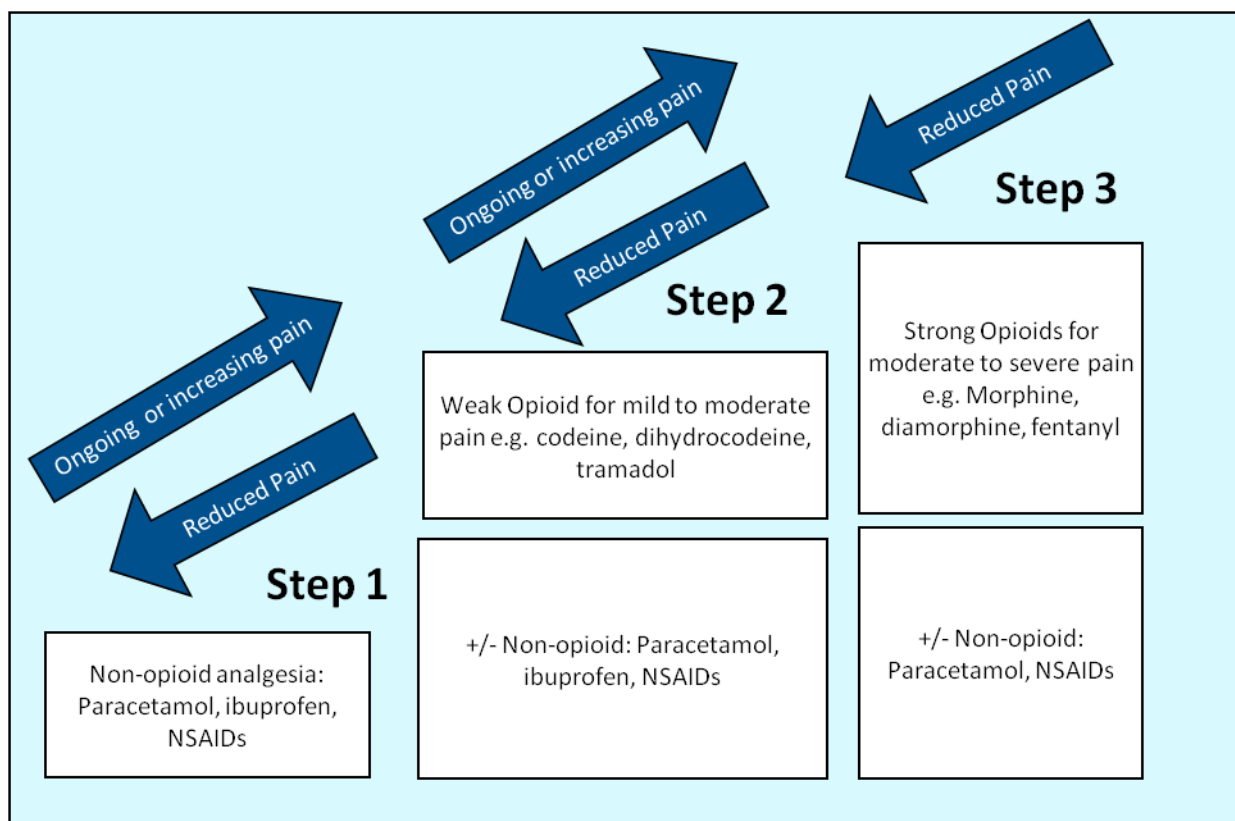 Ongoing or increasing pain
Reduced Pain
Step 1
Non-opioid analgesia:
Paracetamol, ibuprofen,
NSAIDs
Ongoing or increasing pain
Reduced Pain
Step 2
Weak Opioid for mild to moderate
pain e.g. codeine, dihydrocodeine,
tramadol
+/- Non-opioid: Paracetamol,
ibuprofen, NSAIDs
Reduced Pain
Step 3
Strong Opioids for
moderate to severe pain
e.g. Morphine,
diamorphine, fentanyl
+/- Non-opioid:
Paracetamol, NSAIDs